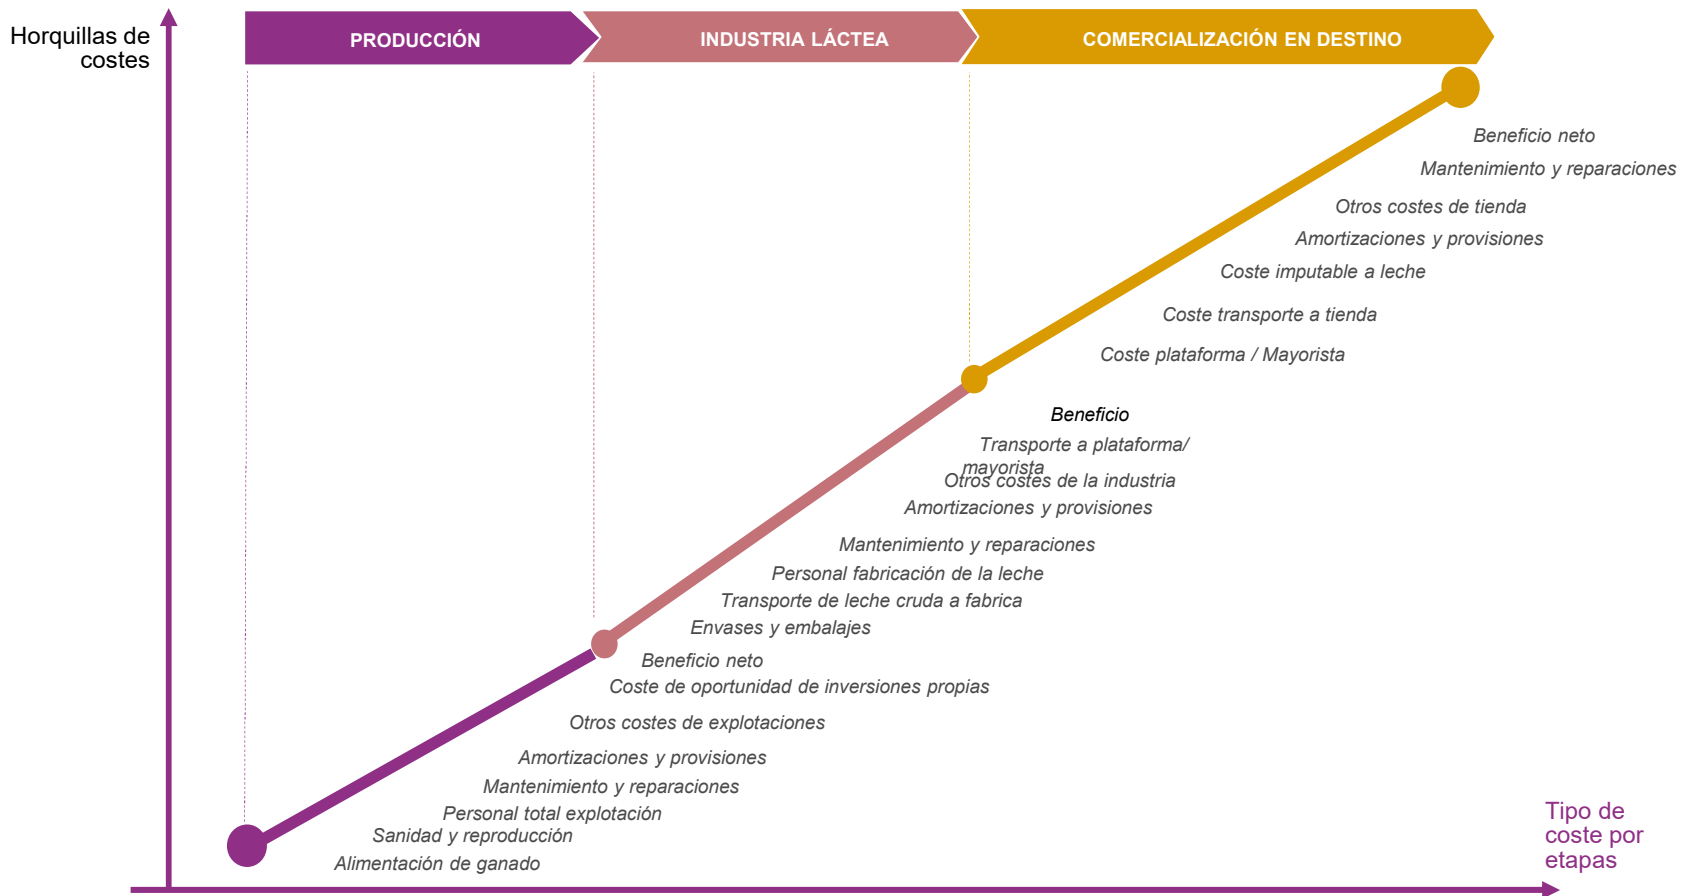 Horquillas de
costes
PRODUCCIÓN
INDUSTRIA LÁCTEA
COMERCIALIZACIÓN EN DESTINO
Beneficio neto
Mantenimiento y reparaciones
Otros costes de tienda
Amortizaciones y provisiones
Coste imputable a leche
Coste transporte a tienda
Coste plataforma / Mayorista
Beneficio
Transporte a plataforma/
mayorista
Otros costes de la industria
Amortizaciones y provisiones
Mantenimiento y reparaciones
Personal fabricación de la leche
Transporte de leche cruda a fabrica
Envases y embalajes
Beneficio neto
Coste de oportunidad de inversiones propias
Otros costes de explotaciones
Amortizaciones y provisiones
Mantenimiento y reparaciones
Personal total explotación
Sanidad y reproducción
Alimentación de ganado
Tipo de
coste por
etapas